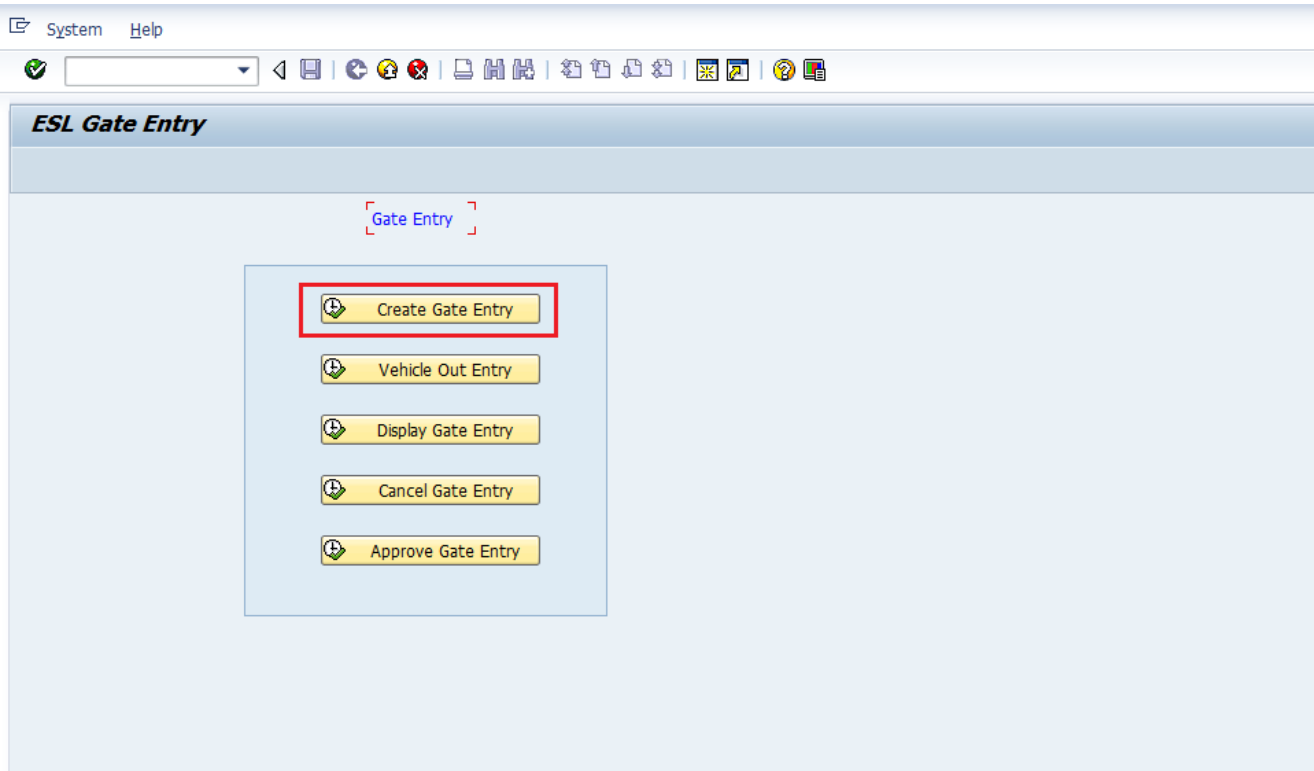 System Help
ESL Gate Entry
Gate Entry
Create Gate Entry
Vehicle Out Entry
Display Gate Entry
Cancel Gate Entry
Approve Gate Entry